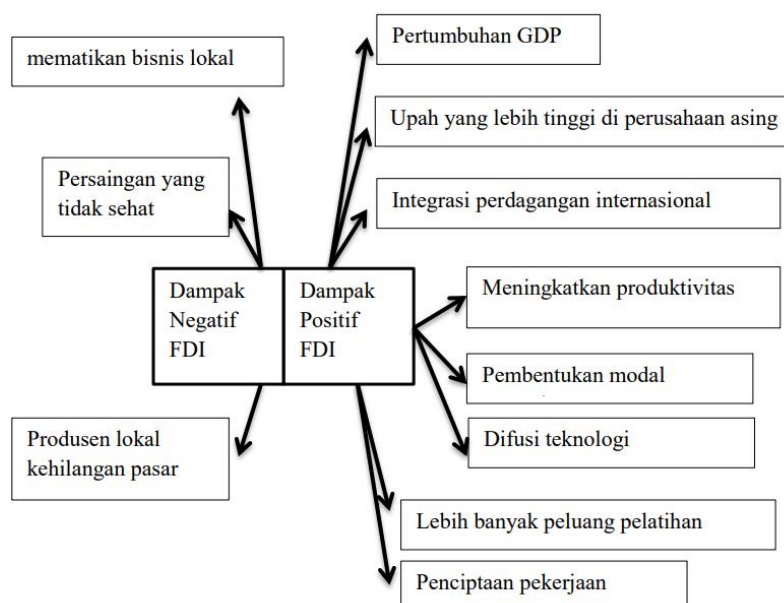 Pertumbuhan GDP
mematikan bisnis lokal
Upah yang lebih tinggi di perusahaan asing
Persaingan yang
tidak sehat
Integrasi perdagangan internasional
Dampak
Negatif
FDI
Dampak
Positif
FDI
Meningkatkan produktivitas
Pembentukan modal
Produsen lokal
kehilangan pasar
Difusi teknologi
Lebih banyak peluang pelatihan
Penciptaan pekerjaan